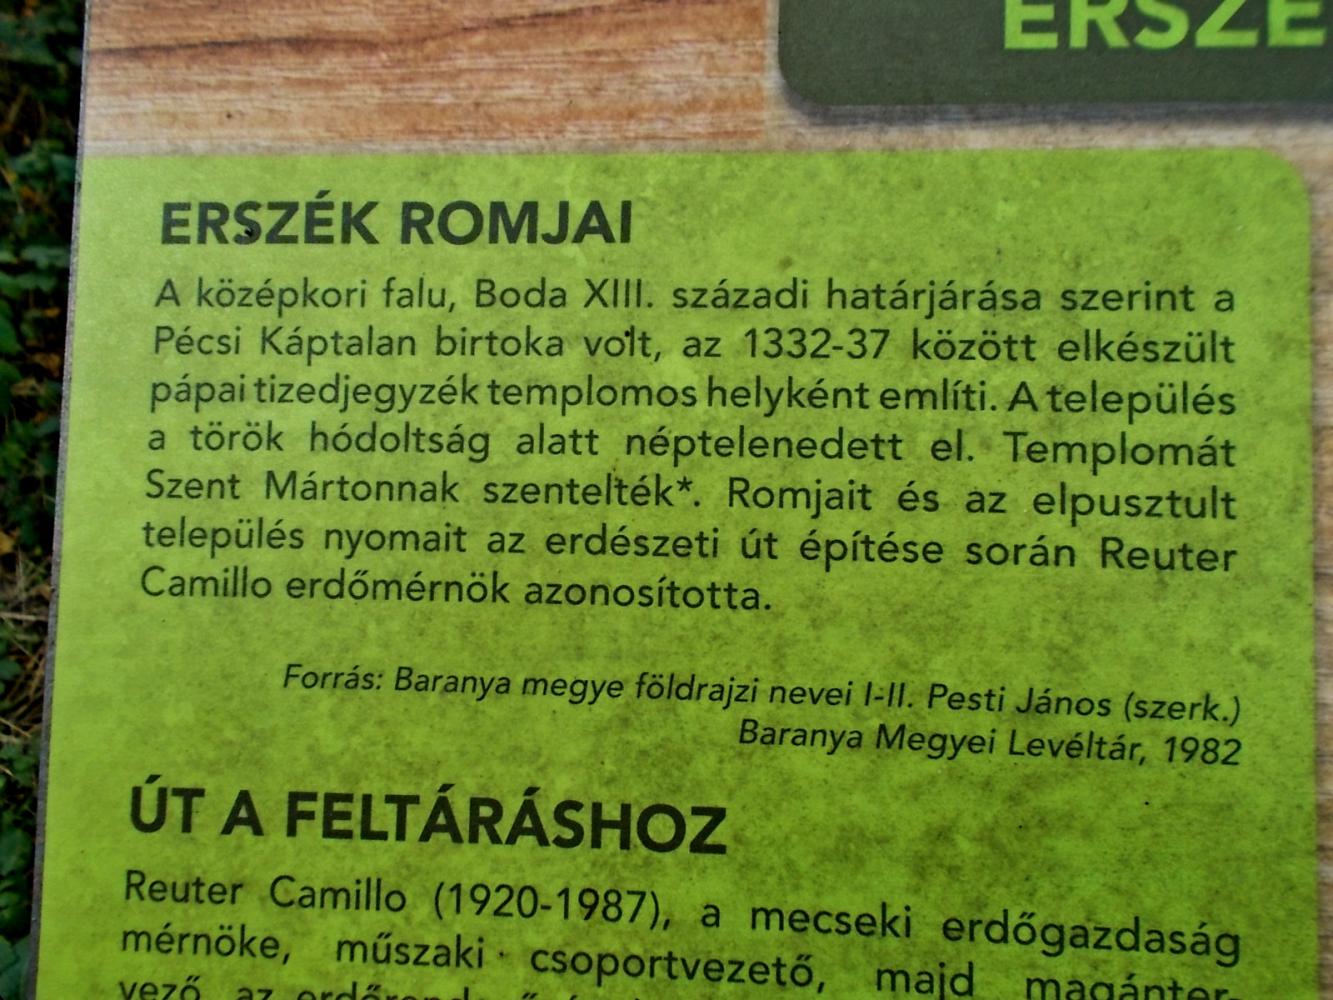 ERSZE
ERSZÉK ROMJAI
A középkori falu, Boda XIII. századi határjárása szerint a
Pécsi Káptalan birtoka volt, az 1332-37 között elkészült
pápai tizedjegyzék templomos helyként említi. A település
a török hódoltság alatt néptelenedett el. Templomát
Szent Mártonnak szentelték*. Romjait és az elpusztult
település nyomait az erdészeti út építése során Reuter
Camillo erdőmérnök azonosította.
Forrás: Baranya megye földrajzi nevei I-II. Pesti János (szerk.)
Baranya Megyei Levéltár, 1982
ÚT A FELTÁRÁSHOZ
Reuter Camillo (1920-1987), a mecseki erdőgazdaság
mérnöke, műszaki csoportvezető, majd magánter-
vező az